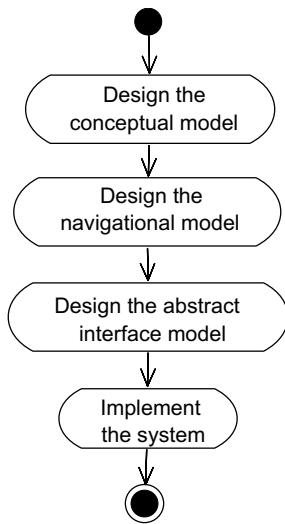 Design the
conceptual model
Design the
navigational model
Design the abstract
interface model
Implement
the system